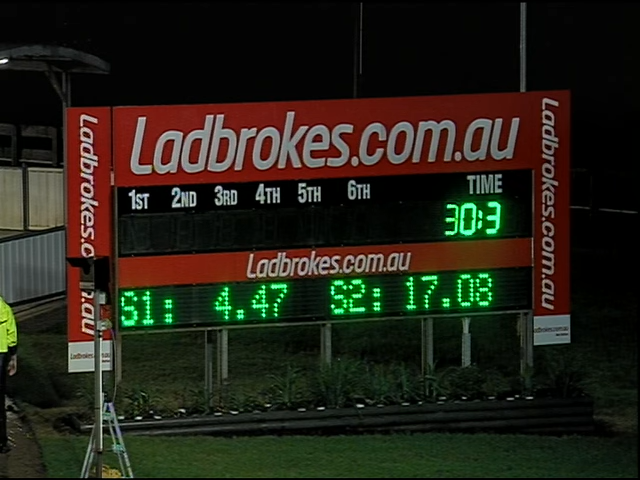 Ladbrokes.com.au
Ladbrokes.c au
Ladbrokes.com.au
1ST 2ND 3RD 4TH 5TH 6TH TIME
30:3
Ladbrokes.com.au
S1: 4.47 S2: 17.08